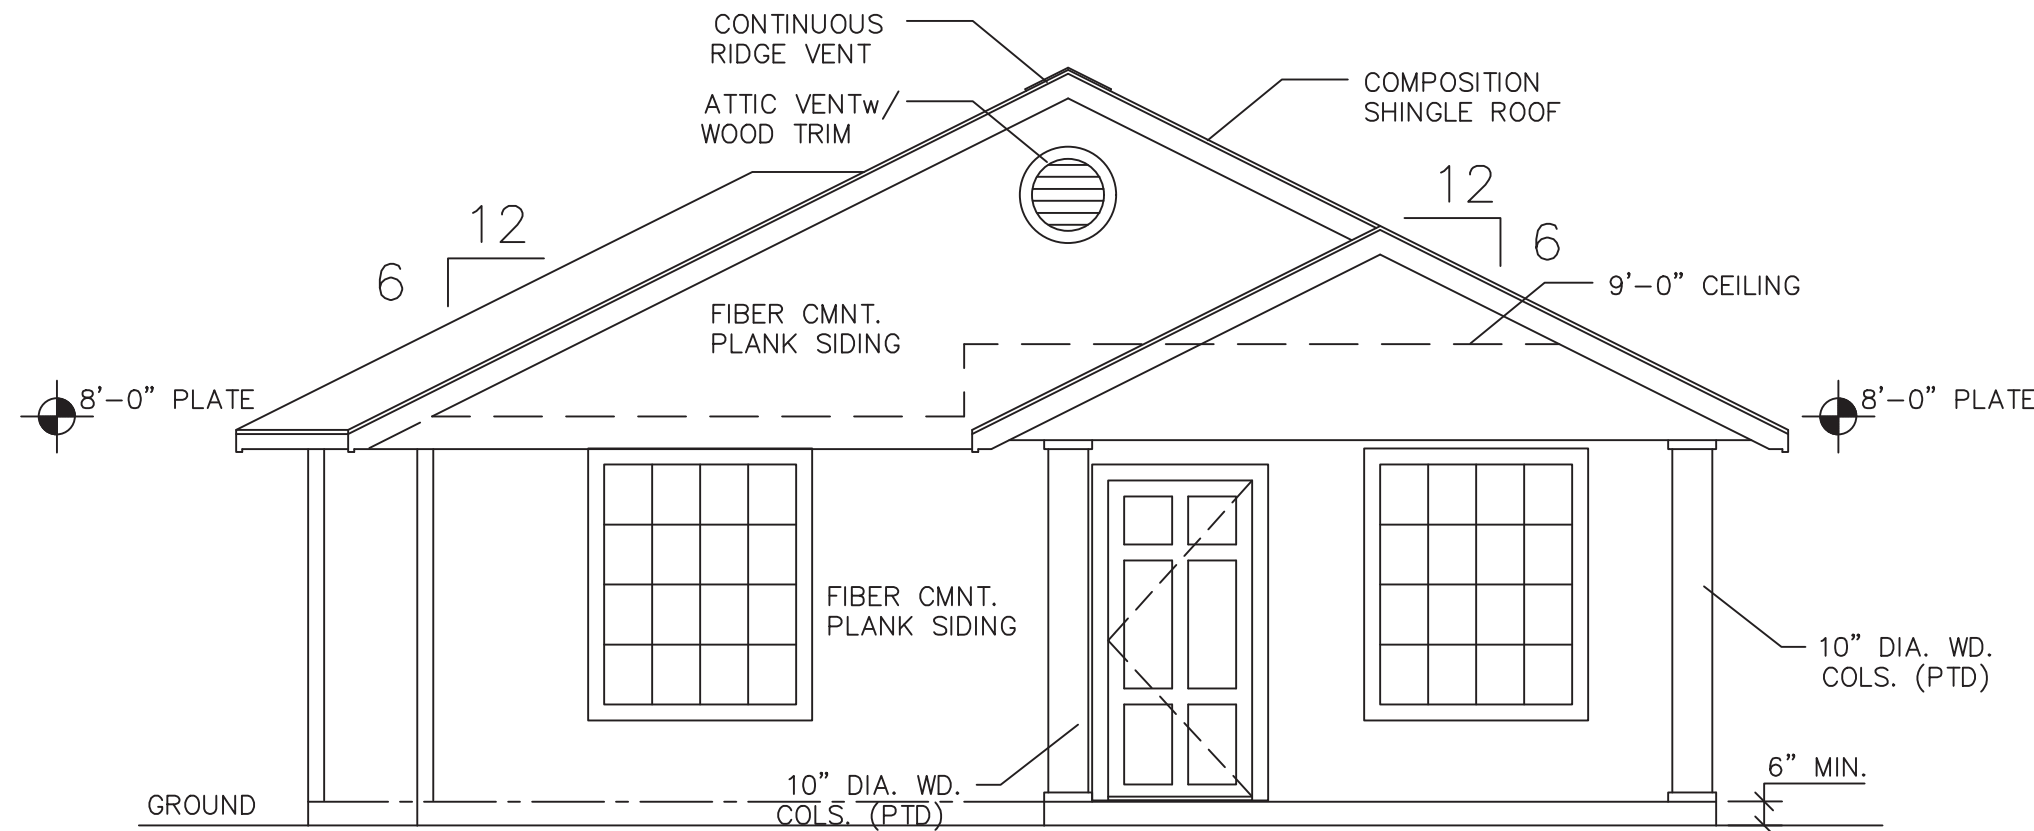 CONTINUOUS
RIDGE VENT
ATTIC VENTw/
WOOD TRIM
COMPOSITION
SHINGLE ROOF
12
6
12
6
9'-0" CEILING
FIBER CMNT.
PLANK SIDING
8'-0" PLATE
8'-0" PLATE
FIBER CMNT.
PLANK SIDING
10" DIA. WD.
COLS. (PTD)
10" DIA. WD.
COLS. (PTD)
6" MIN.
GROUND